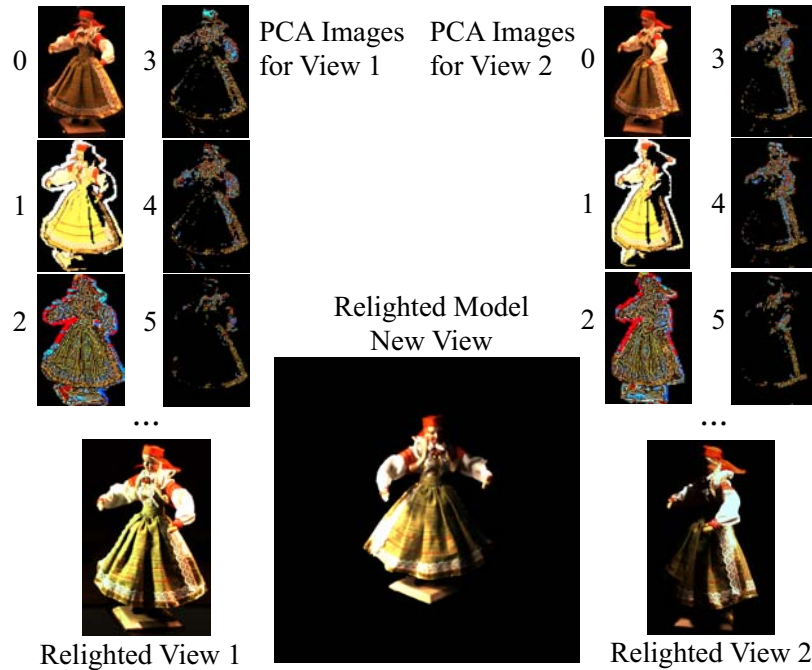 PCA Images
for View 1
PCA Images
for View 2
0
3
1
4
2
5
...
0
3
1
4
2
5
...
Relighted Model
New View
Relighted View 1
Relighted View 2